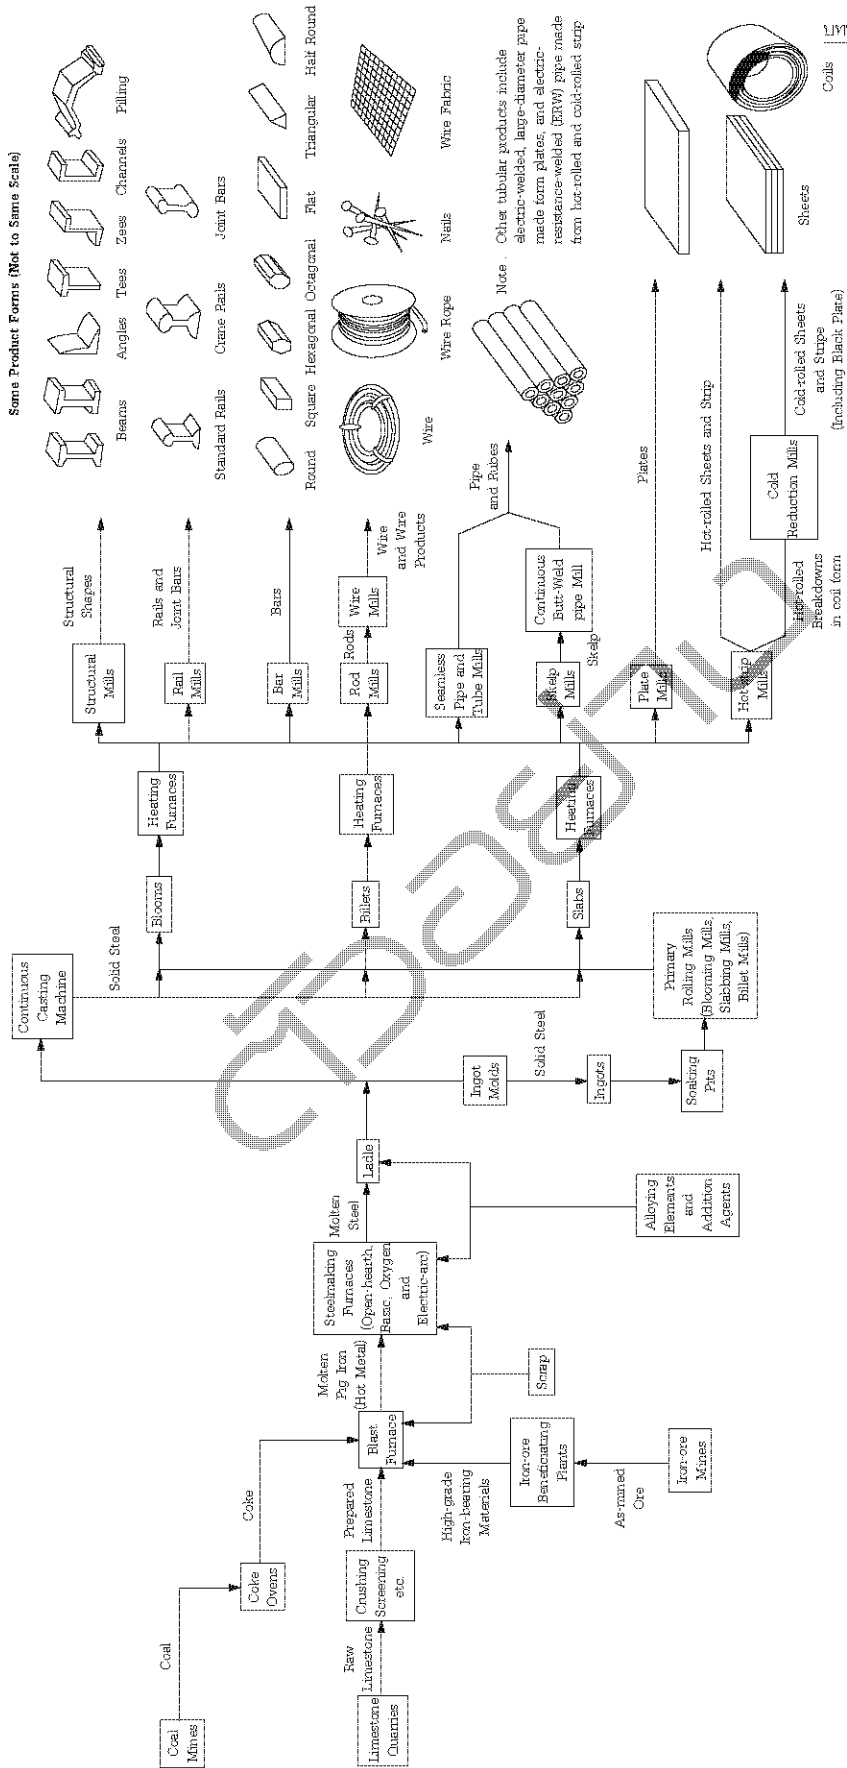 Some Product Forms (Not to Same Scale)
Beams
Angles
Tees
Zees
Channels
Pilling
Standard Rails
Crane Rails
Joint Bars
Round
Square
Hexagonal
Octagonal
Flat
Triangular
Half Round
Wire
Wire Rope
Nails
Wire Fabric
Note : Other tubular products include
electric-welded, large-diameter pipe
made form plates, and electric-
resistance-welded (ERW) pipe made
from hot-rolled and cold-rolled strip
Sheets
Coils
Structural
Shapes
Rails and
Joint Bars
Bars
Wire
and Wire
Products
Pipe
and Rubes
Plates
Hot-rolled Sheets and Strip
Cold-rolled Sheets
and Stripe
(Including Black Plate)
Structural
Mills
Rail
Mills
Bar
Mills
Rod
Mills
Rods
Wire
Mills
Seamless
Pipe and
Tube Mills
Skelp
Mills
Skelp
Continuous
Butt-Weld
pipe Mill
Plate
Mills
Hot-strip
Mills
Hot-rolled
Breakdowns
in coil form
Cold
Reduction Mills
Heating
Furnaces
Heating
Furnaces
Heating
Furnaces
Blooms
Billets
Slabs
Continuous
Casting
Machine
Solid Steel
Primary
Rolling Mills
(Blooming Mills,
Slabbing Mills,
Billet Mills)
Ingot
Molds
Solid Steel
Ingots
Soaking
Pits
Ladle
Molten
Steel
Steelmaking
Furnaces
(Open-hearth,
Basic, Oxygen
and
Electric-arc)
Alloying
Elements
and
Addition
Agents
Molten
Pig Iron
(Hot Metal)
Scrap
Blast
Furnace
Coal
Mines
Coal
Coke
Ovens
Coke
Limestone
Quanies
Raw
Limestone
Crushing
Screening
etc.
Prepared
Limestone
High-grade
Iron-bearing
Materials
Iron-ore
Beneficiating
Plants
As-mined
Ore
Iron-ore
Mines